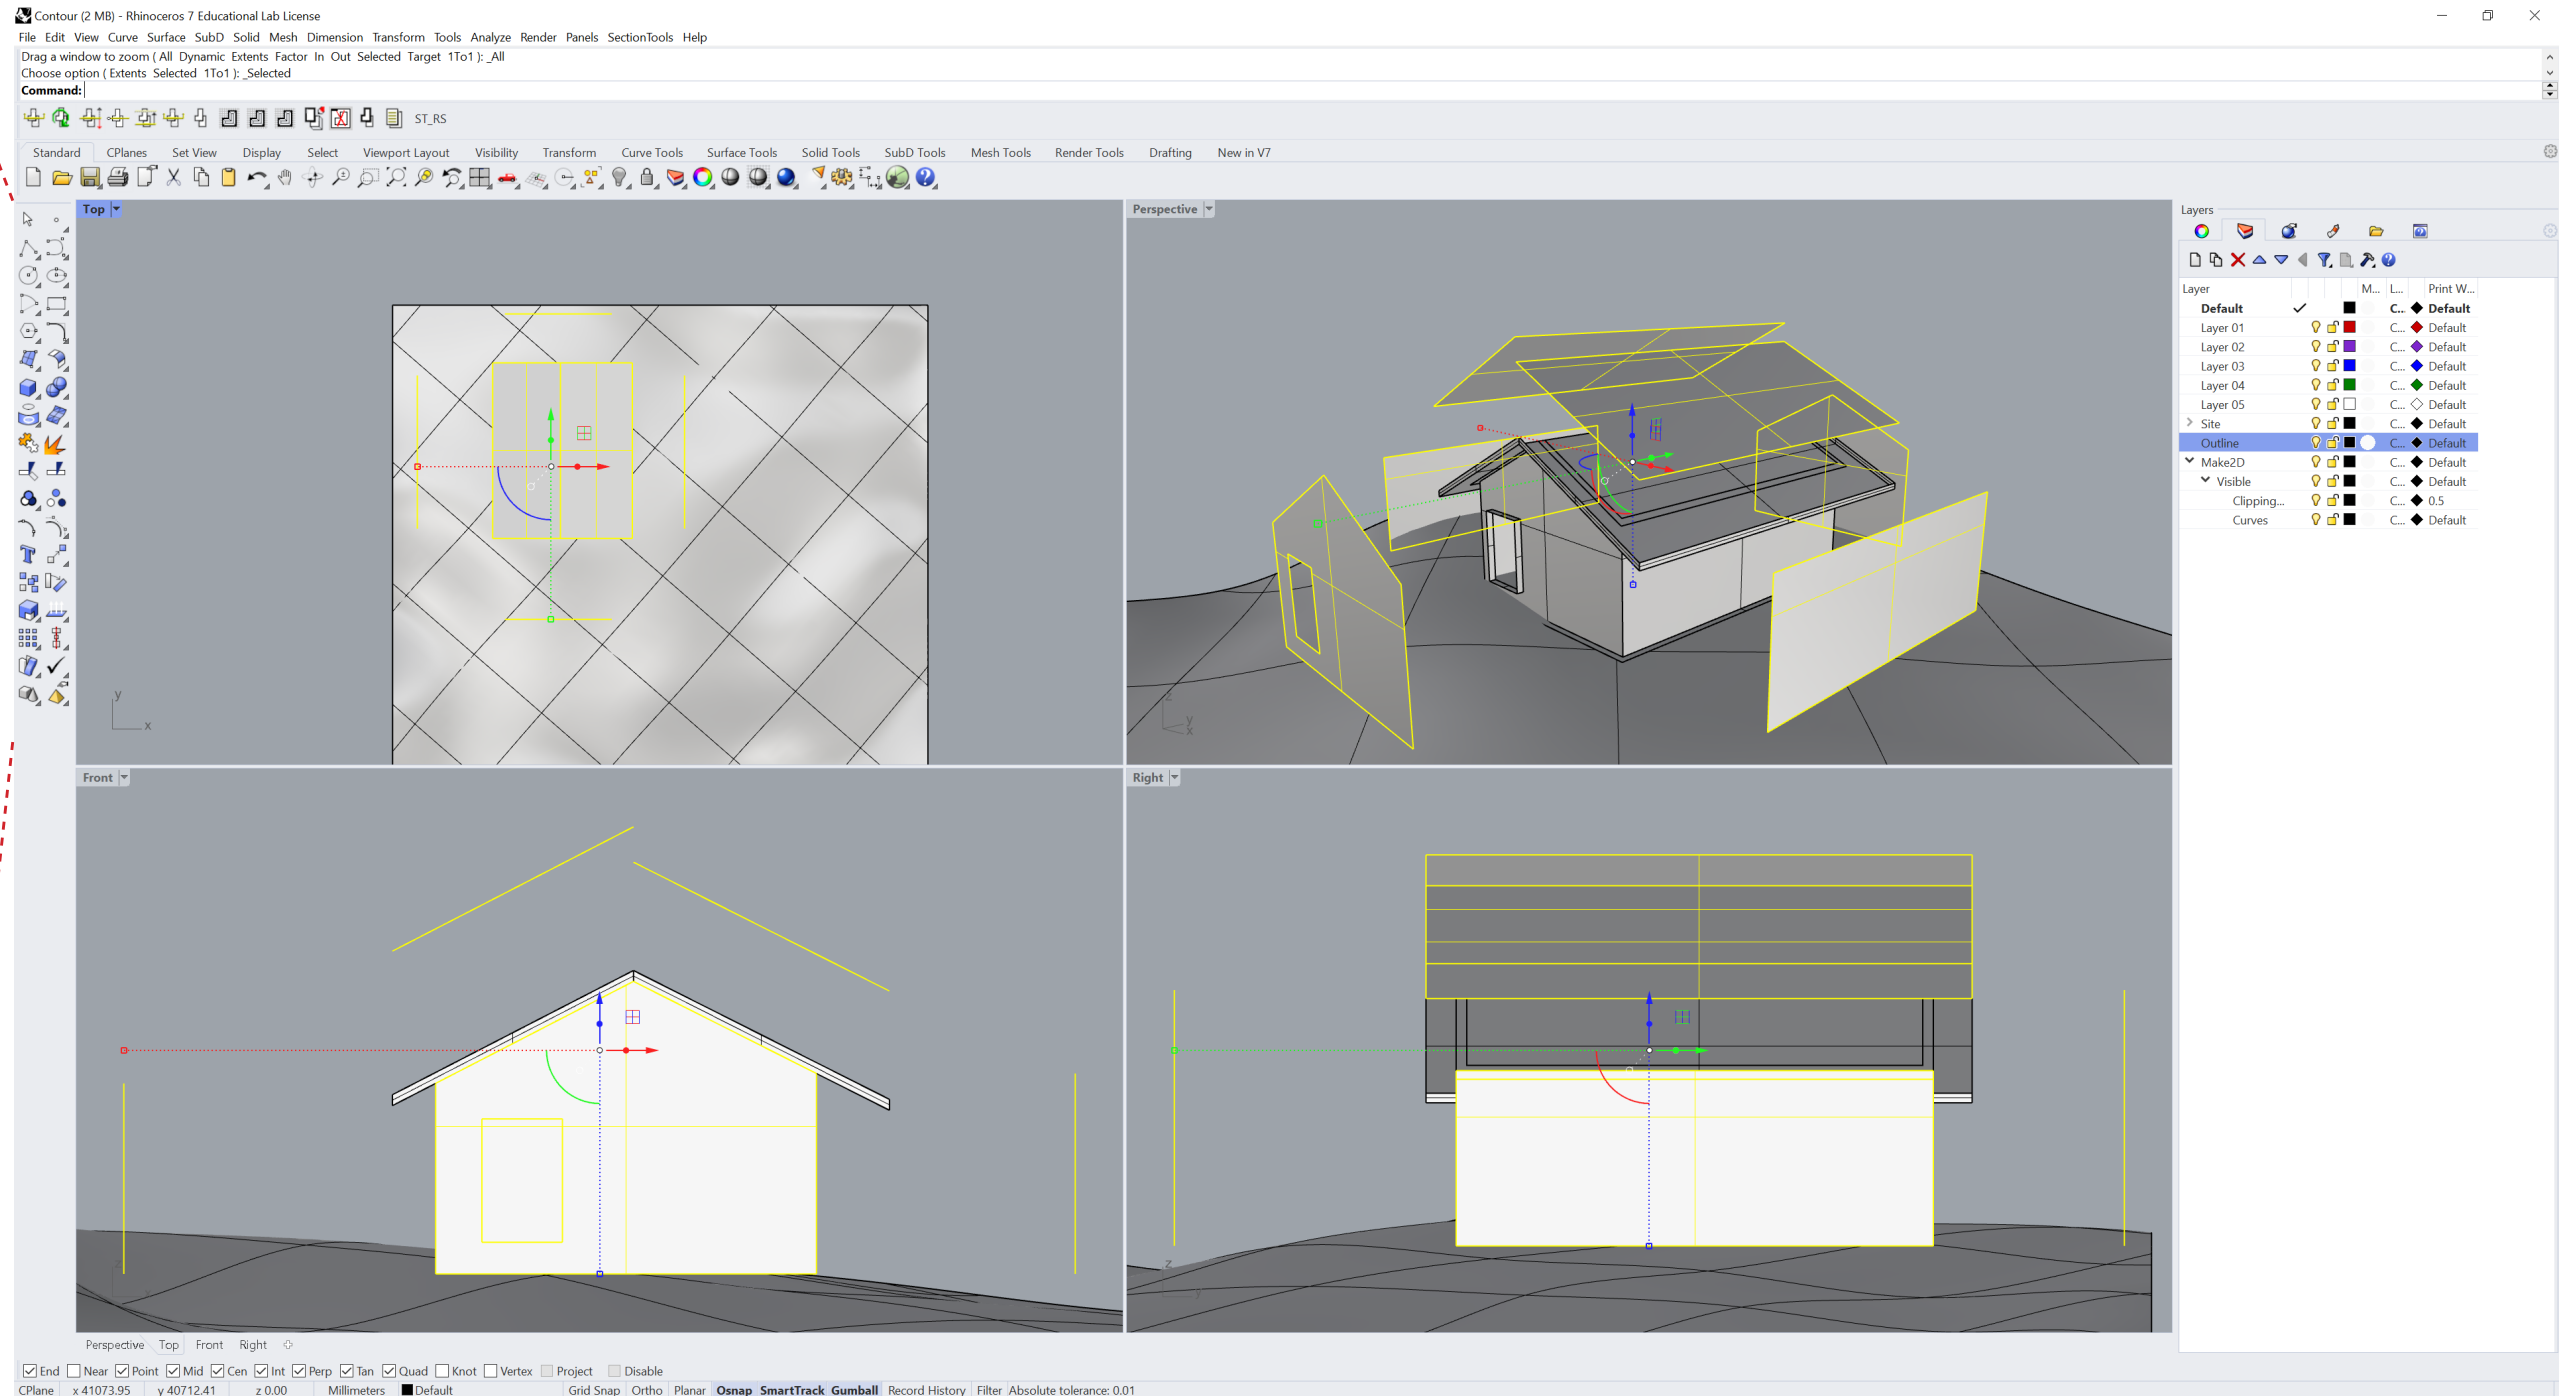 Contour (2 MB) - Rhinoceros 7 Educational Lab License
File Edit View Curve Surface SubD Solid Mesh Dimension Transform Tools Analyze Render Panels SectionTools Help
Drag a window to zoom ( All Dynamic Extents Factor In Out Selected Target 1To1 ): _All
Choose option ( Extents Selected 1To1 ): _Selected
Command:
ST_RS
Standard CPlanes Set View Display Select Viewport Layout Visibility Transform Curve Tools Surface Tools Solid Tools SubD Tools Mesh Tools Render Tools Drafting New in V7
Top
y
x
Perspective
z
y
x
Front
Right
z
Layers
Layer M... L... Print W...
Default C... Default
Layer 01 C... Default
Layer 02 C... Default
Layer 03 C... Default
Layer 04 C... Default
Layer 05 C... Default
Site C... Default
Outline C... Default
Make2D C... Default
Visible C... Default
Clipping... C... 0.5
Curves C... Default
Perspective Top Front Right
End Near Point Mid Cen Int Perp Tan Quad Knot Vertex Project Disable
CPlane x 41073.95 y 40712.41 z 0.00 Millimeters Default Grid Snap Ortho Planar Osnap SmartTrack Gumball Record History Filter Absolute tolerance: 0.01